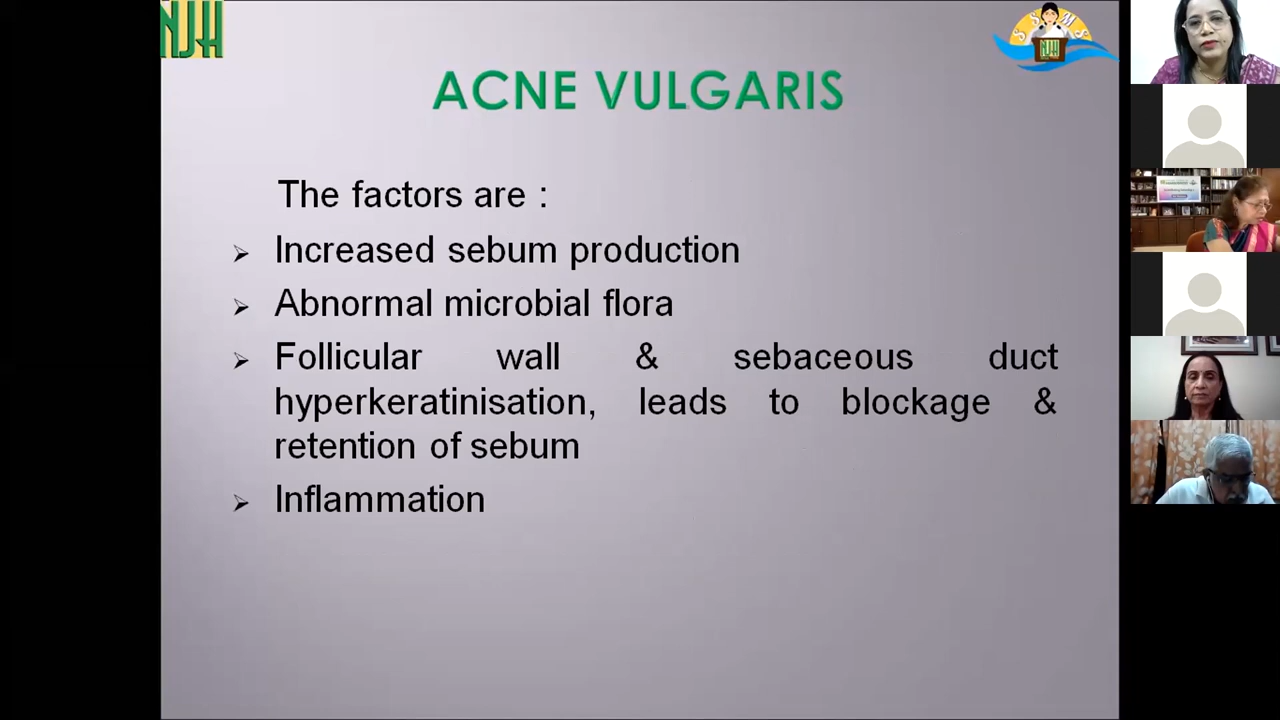 NJH
S S M S
NJH
ACNE VULGARIS
The factors are :
➢ Increased sebum production
➢ Abnormal microbial flora
➢ Follicular wall & sebaceous duct
hyperkeratinisation, leads to blockage &
retention of sebum
➢ Inflammation